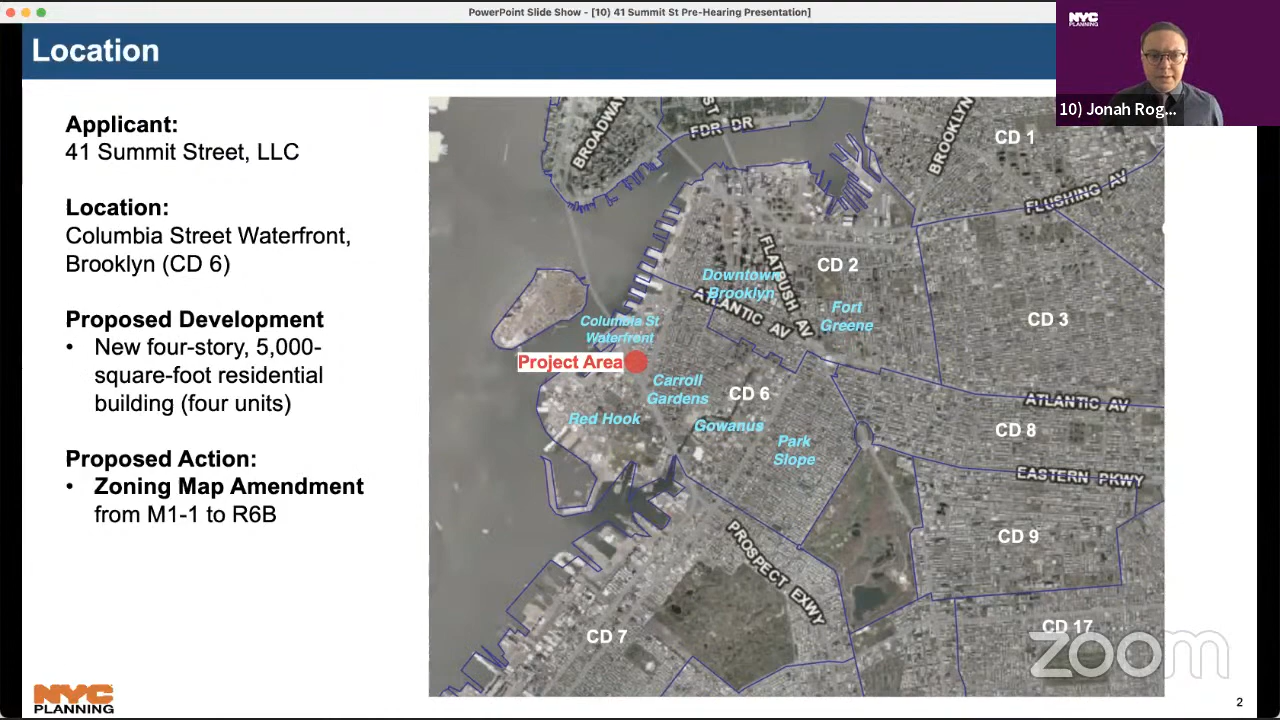 PowerPoint Slide Show - [10) 41 Summit St Pre-Hearing Presentation]
NYC
PLANNING
10) Jonah Rog...
Location
Applicant:
41 Summit Street, LLC
Location:
Columbia Street Waterfront,
Brooklyn (CD 6)
Proposed Development
• New four-story, 5,000-
square-foot residential
building (four units)
Proposed Action:
• Zoning Map Amendment
from M1-1 to R6B
BROADWAY
ST
FDR DR
BROOKLYN
CD 1
FLUSHING AV
FLATBUSH AV
CD 2
Downtown
Brooklyn
ATLANTIC AV
Fort
Greene
Columbia St
Waterfront
CD 3
Project Area
Carroll
Gardens
CD 6
ATLANTIC AV
Red Hook
Gowanus
CD 8
Park
Slope
EASTERN PKWY
CD 9
PROSPECT EXWY
CD 7
CD 17
zoom
NYC
PLANNING
2